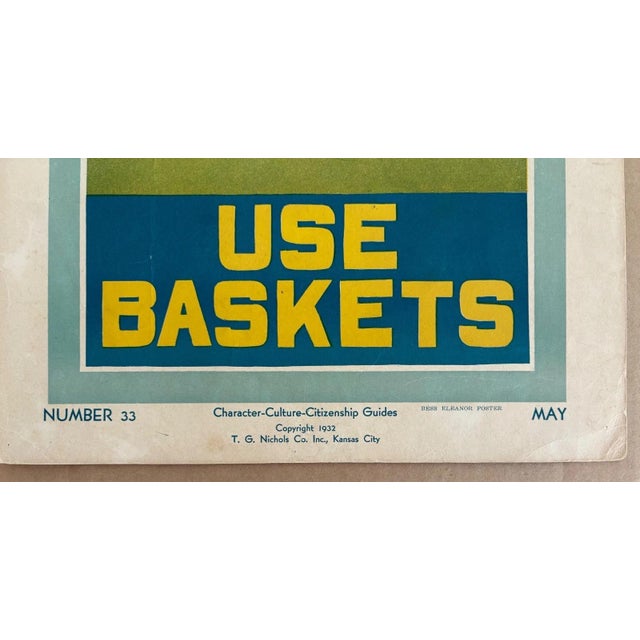 USE
BASKETS
NUMBER 33
Character-Culture-Citizenship Guides
BESS ELEANOR FOSTER
MAY
Copyright 1932
T. G. Nichols Co. Inc., Kansas City